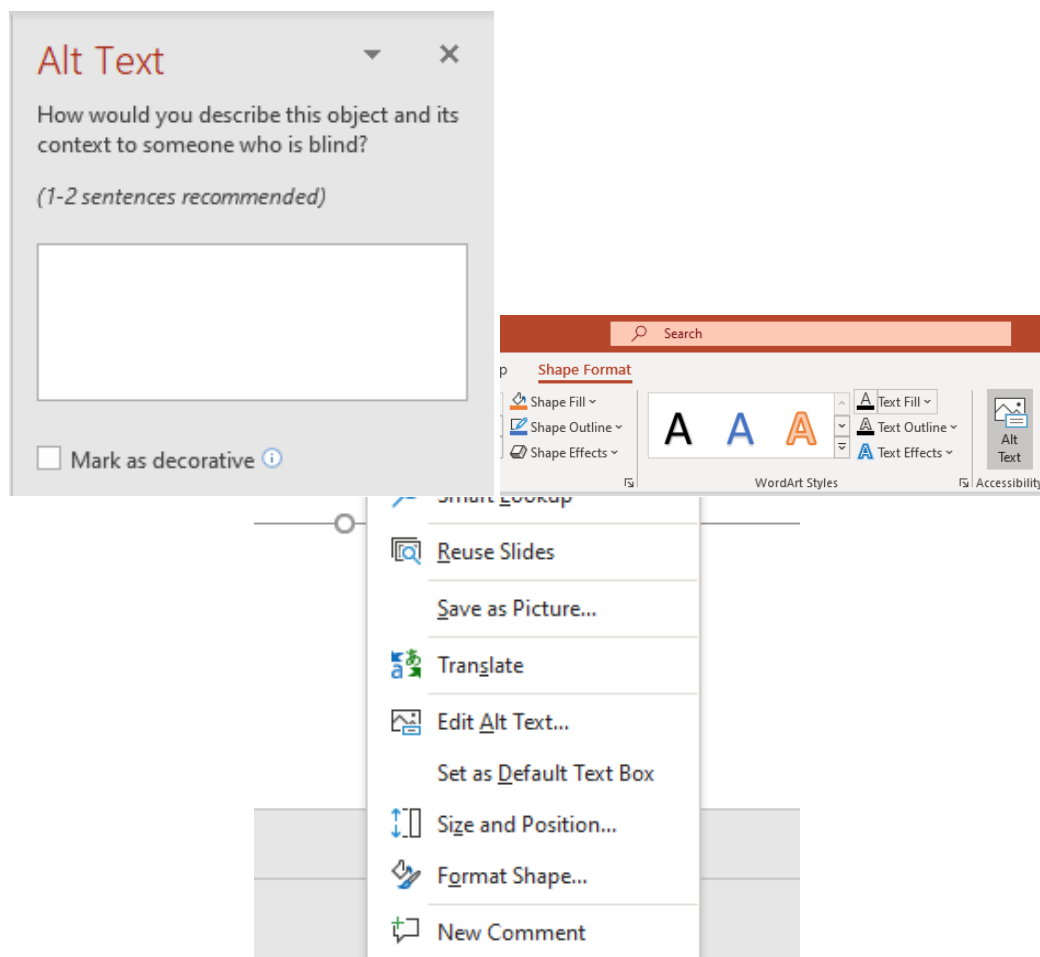 Alt Text
How would you describe this object and its
context to someone who is blind?
(1-2 sentences recommended)
Mark as decorative
Search
p Shape Format
Shape Fill
Shape Outline
Shape Effects
A A A
WordArt Styles
A Text Fill
A Text Outline
A Text Effects
Alt
Text
Accessibility
Smart Lookup
Reuse Slides
Save as Picture...
Translate
Edit Alt Text...
Set as Default Text Box
Size and Position...
Format Shape...
New Comment